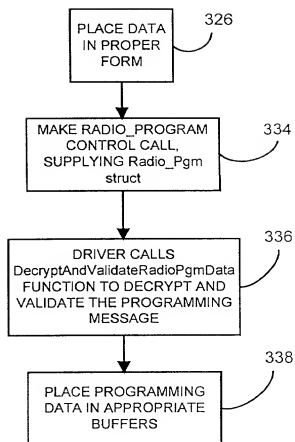 326
PLACE DATA
IN PROPER
FORM
334
MAKE RADIO_PROGRAM
CONTROL CALL,
SUPPLYING Radio_Pgm
struct
336
DRIVER CALLS
DecryptAndValidateRadioPgmData
FUNCTION TO DECRYPT AND
VALIDATE THE PROGRAMMING
MESSAGE
338
PLACE PROGRAMMING
DATA IN APPROPRIATE
BUFFERS